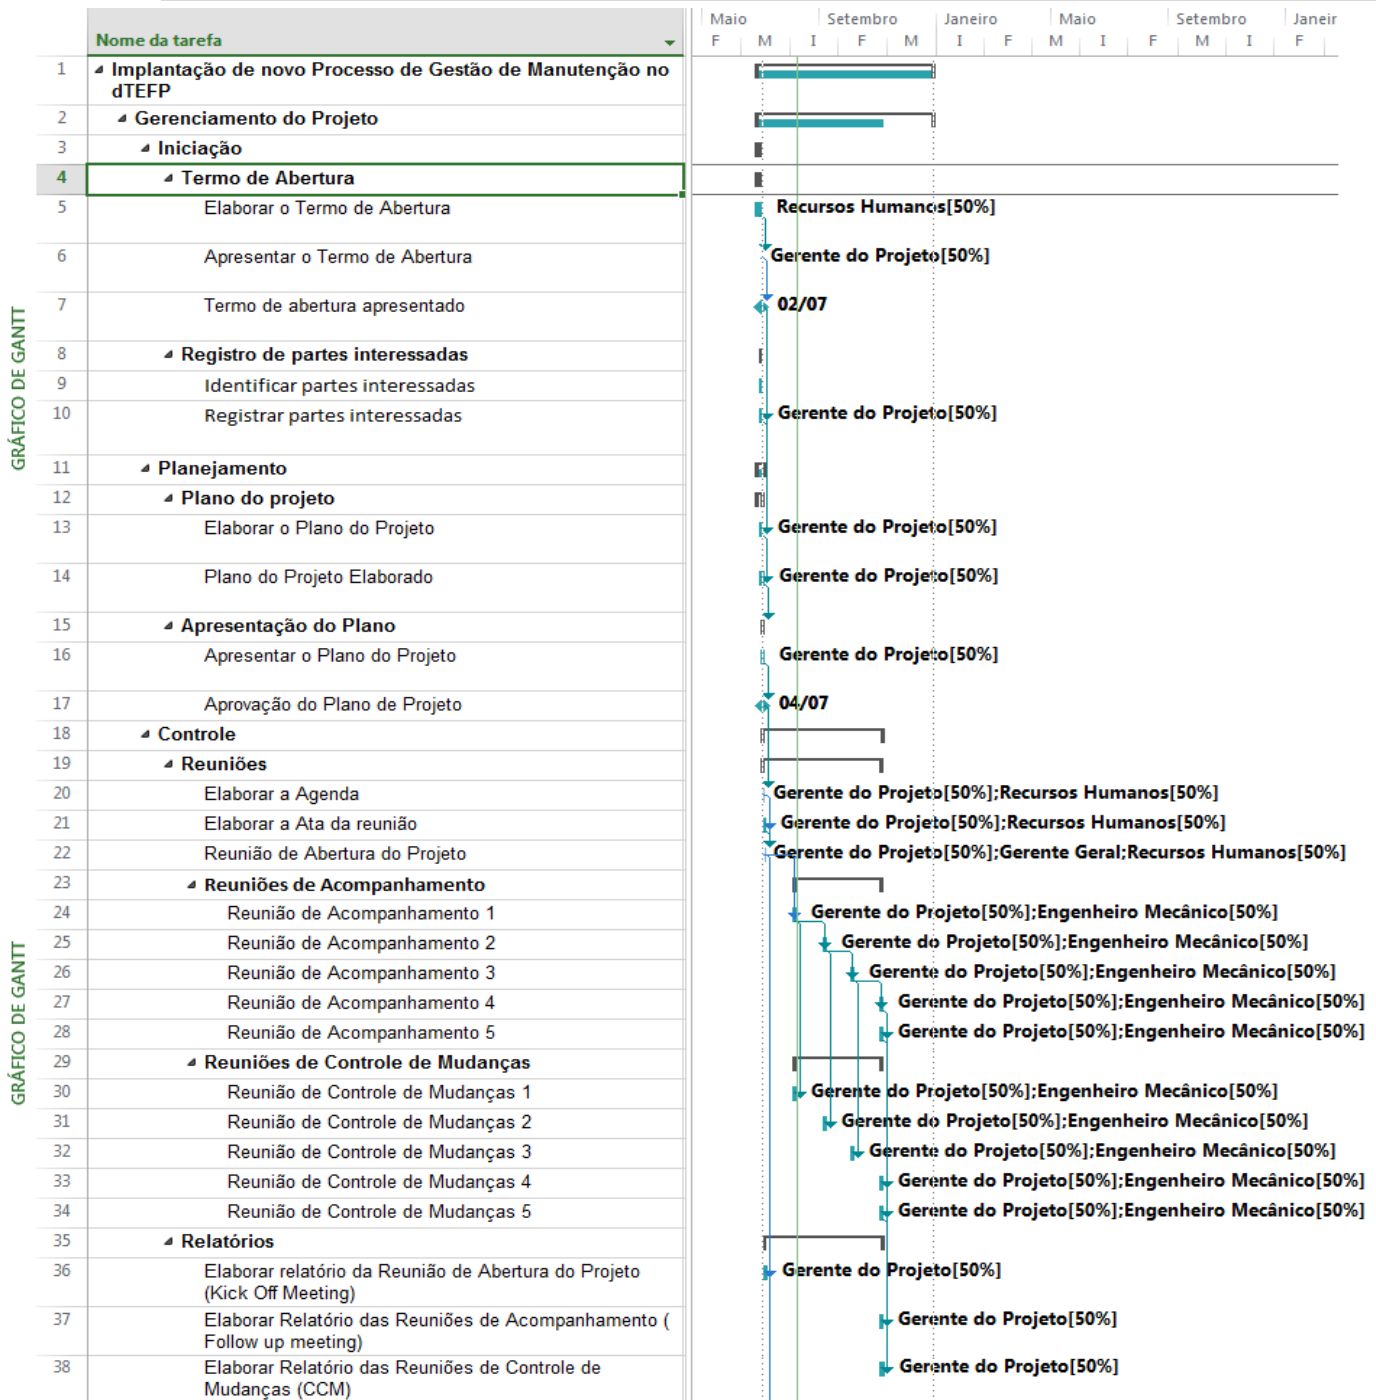 Maio Setembro Janeiro Maio Setembro Janeir
Nome da tarefa
F M I F M I F M I F M I F
1 Implantação de novo Processo de Gestão de Manutenção no
dTEFP
2 Gerenciamento do Projeto
3 Iniciação
4 Termo de Abertura
5 Elaborar o Termo de Abertura Recursos Humanos[50%]
6 Apresentar o Termo de Abertura Gerente do Projeto[50%]
7 Termo de abertura apresentado 02/07
8 Registro de partes interessadas
9 Identificar partes interessadas
10 Registrar partes interessadas Gerente do Projeto[50%]
GRÁFICO DE GANTT
11 Planejamento
12 Plano do projeto
13 Elaborar o Plano do Projeto Gerente do Projeto[50%]
14 Plano do Projeto Elaborado Gerente do Projeto[50%]
15 Apresentação do Plano
16 Apresentar o Plano do Projeto Gerente do Projeto[50%]
17 Aprovação do Plano de Projeto 04/07
18 Controle
19 Reuniões
20 Elaborar a Agenda Gerente do Projeto[50%];Recursos Humanos[50%]
21 Elaborar a Ata da reunião Gerente do Projeto[50%];Recursos Humanos[50%]
22 Reunião de Abertura do Projeto Gerente do Projeto[50%];Gerente Geral;Recursos Humanos[50%]
23 Reuniões de Acompanhamento
24 Reunião de Acompanhamento 1 Gerente do Projeto[50%];Engenheiro Mecânico[50%]
25 Reunião de Acompanhamento 2 Gerente do Projeto[50%];Engenheiro Mecânico[50%]
26 Reunião de Acompanhamento 3 Gerente do Projeto[50%];Engenheiro Mecânico[50%]
27 Reunião de Acompanhamento 4 Gerente do Projeto[50%];Engenheiro Mecânico[50%]
28 Reunião de Acompanhamento 5 Gerente do Projeto[50%];Engenheiro Mecânico[50%]
GRÁFICO DE GANTT
29 Reuniões de Controle de Mudanças
30 Reunião de Controle de Mudanças 1 Gerente do Projeto[50%];Engenheiro Mecânico[50%]
31 Reunião de Controle de Mudanças 2 Gerente do Projeto[50%];Engenheiro Mecânico[50%]
32 Reunião de Controle de Mudanças 3 Gerente do Projeto[50%];Engenheiro Mecânico[50%]
33 Reunião de Controle de Mudanças 4 Gerente do Projeto[50%];Engenheiro Mecânico[50%]
34 Reunião de Controle de Mudanças 5 Gerente do Projeto[50%];Engenheiro Mecânico[50%]
35 Relatórios
36 Elaborar relatório da Reunião de Abertura do Projeto Gerente do Projeto[50%]
(Kick Off Meeting)
37 Elaborar Relatório das Reuniões de Acompanhamento ( Gerente do Projeto[50%]
Follow up meeting)
38 Elaborar Relatório das Reuniões de Controle de Gerente do Projeto[50%]
Mudanças (CCM)